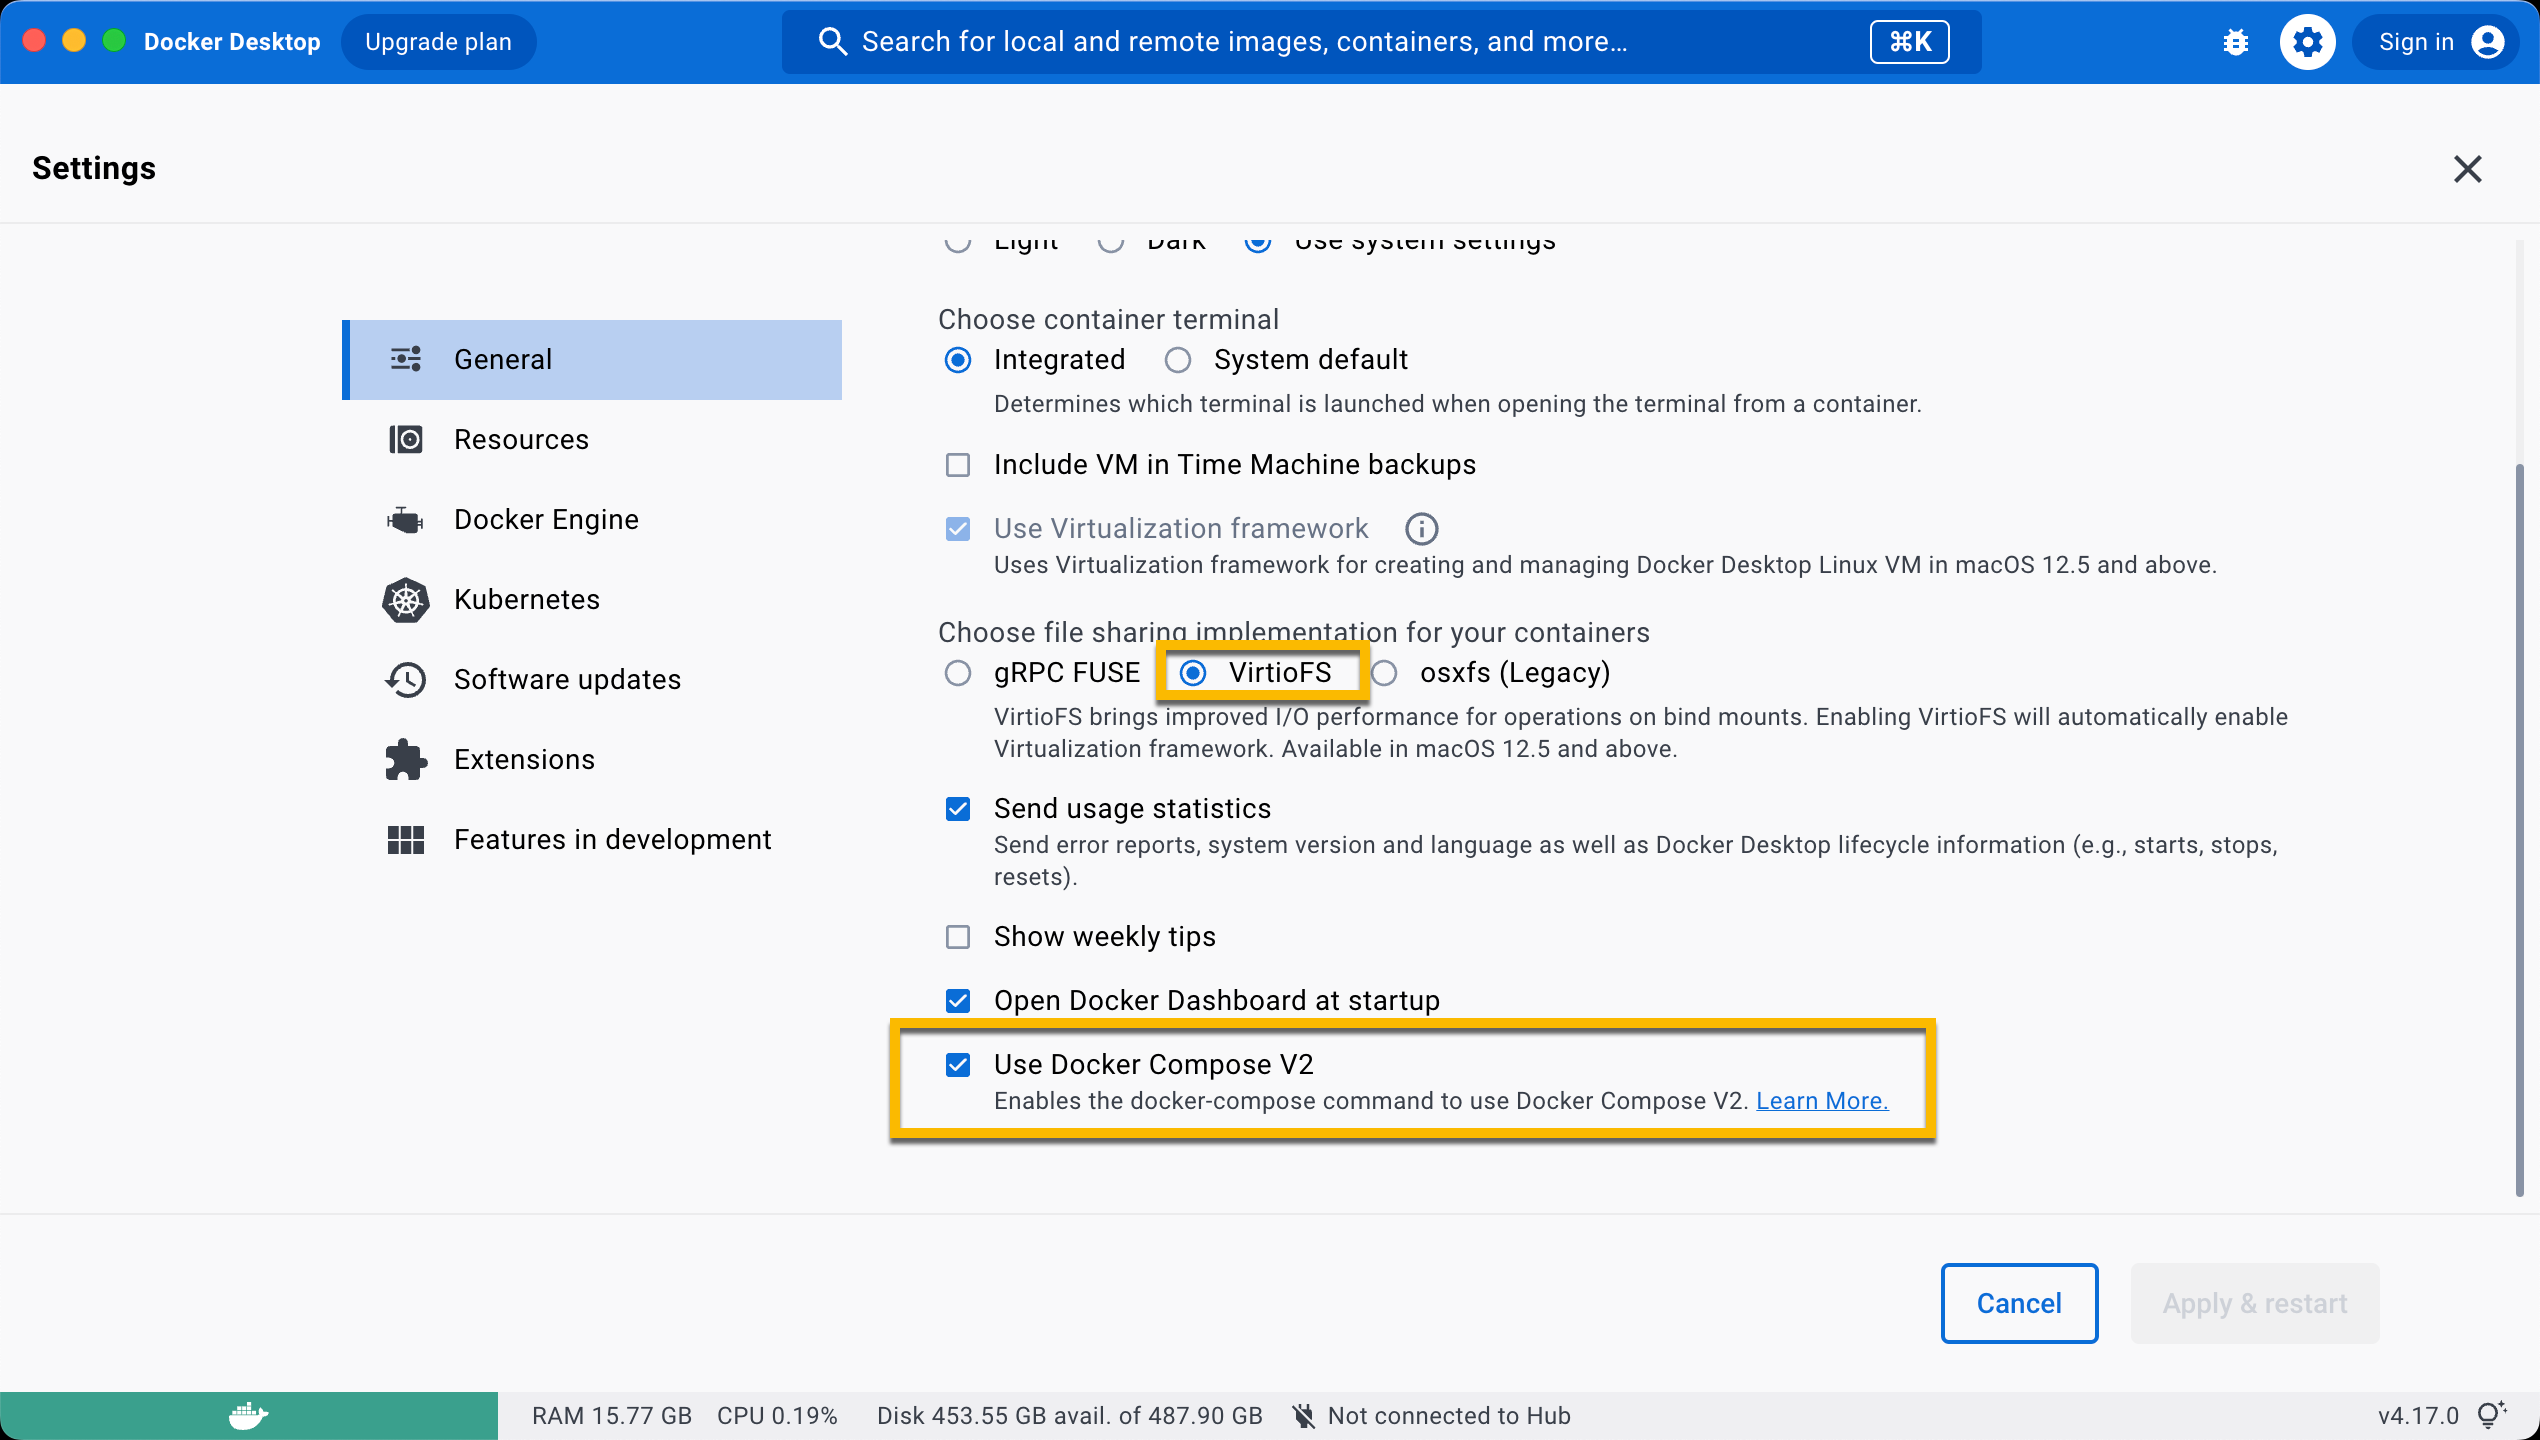 Docker Desktop
Upgrade plan
Search for local and remote images, containers, and more...
⌘K
Sign in
Settings
Light
Dark
Use system settings
General
Resources
Docker Engine
Kubernetes
Software updates
Extensions
Features in development
Choose container terminal
Integrated
System default
Determines which terminal is launched when opening the terminal from a container.
Include VM in Time Machine backups
Use Virtualization framework
Uses Virtualization framework for creating and managing Docker Desktop Linux VM in macOS 12.5 and above.
Choose file sharing implementation for your containers
gRPC FUSE
VirtioFS
osxfs (Legacy)
VirtioFS brings improved I/O performance for operations on bind mounts. Enabling VirtioFS will automatically enable
Virtualization framework. Available in macOS 12.5 and above.
Send usage statistics
Send error reports, system version and language as well as Docker Desktop lifecycle information (e.g., starts, stops,
resets).
Show weekly tips
Open Docker Dashboard at startup
Use Docker Compose V2
Enables the docker-compose command to use Docker Compose V2. Learn More.
Cancel
Apply & restart
RAM 15.77 GB
CPU 0.19%
Disk 453.55 GB avail. of 487.90 GB
Not connected to Hub
v4.17.0